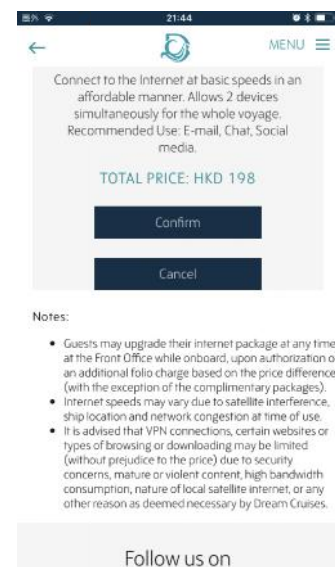 圏外
21:44
MENU
Connect to the Internet at basic speeds in an
affordable manner. Allows 2 devices
simultaneously for the whole voyage.
Recommended Use: E-mail, Chat, Social
media.
TOTAL PRICE: HKD 198
Confirm
Cancel
Notes:
• Guests may upgrade their internet package at any time
at the Front Office while onboard, upon authorization o
an additional folio charge based on the price difference
(with the exception of the complimentary packages).
• Internet speeds may vary due to satellite interference,
ship location and network congestion at time of use.
• It is advised that VPN connections, certain websites or
types of browsing or downloading may be limited
(without prejudice to the price) due to security
concerns, mature or violent content, high bandwidth
consumption, nature of local satellite internet, or any
other reason as deemed necessary by Dream Cruises.
Follow us on